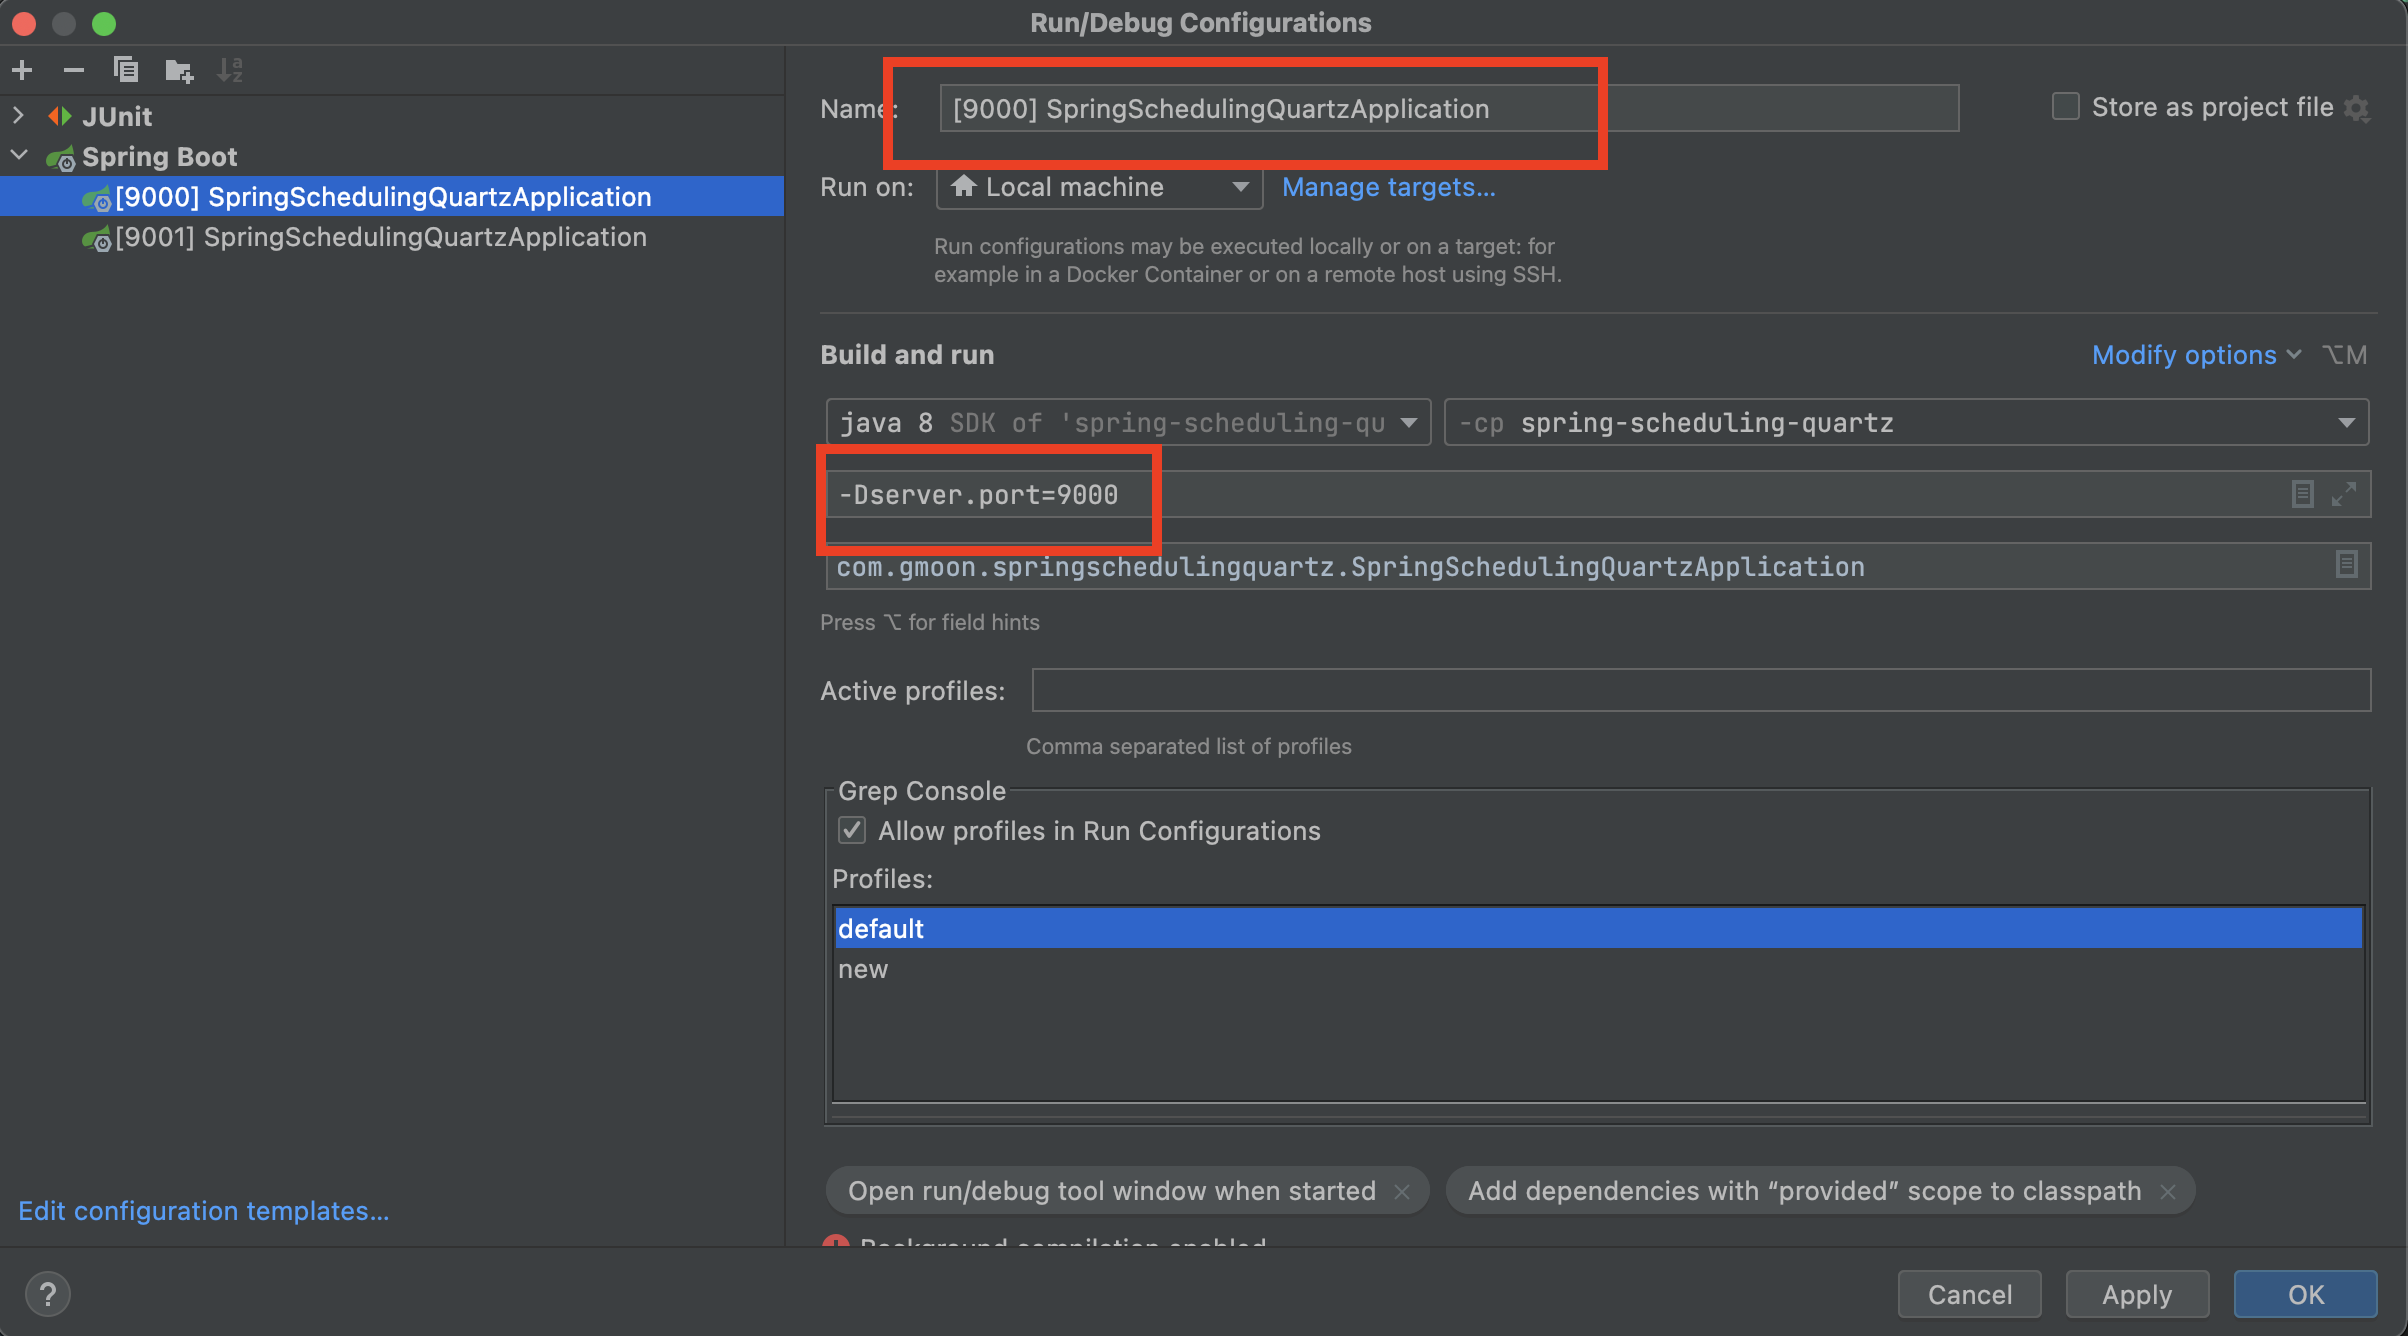 Run/Debug Configurations
JUnit
Spring Boot
[9000] SpringSchedulingQuartzApplication
[9001] SpringSchedulingQuartzApplication
Edit configuration templates...
Name: [9000] SpringSchedulingQuartzApplication
Store as project file
Run on: Local machine Manage targets...
Run configurations may be executed locally or on a target: for
example in a Docker Container or on a remote host using SSH.
Build and run Modify options ⌥M
java 8 SDK of 'spring-scheduling-qu -cp spring-scheduling-quartz
-Dserver.port=9000
com.gmoon.springschedulingquartz.SpringSchedulingQuartzApplication
Press ⌥ for field hints
Active profiles:
Comma separated list of profiles
Grep Console
Allow profiles in Run Configurations
Profiles:
default
new
Open run/debug tool window when started × Add dependencies with “provided” scope to classpath ×
Background compilation enabled
? Cancel Apply OK